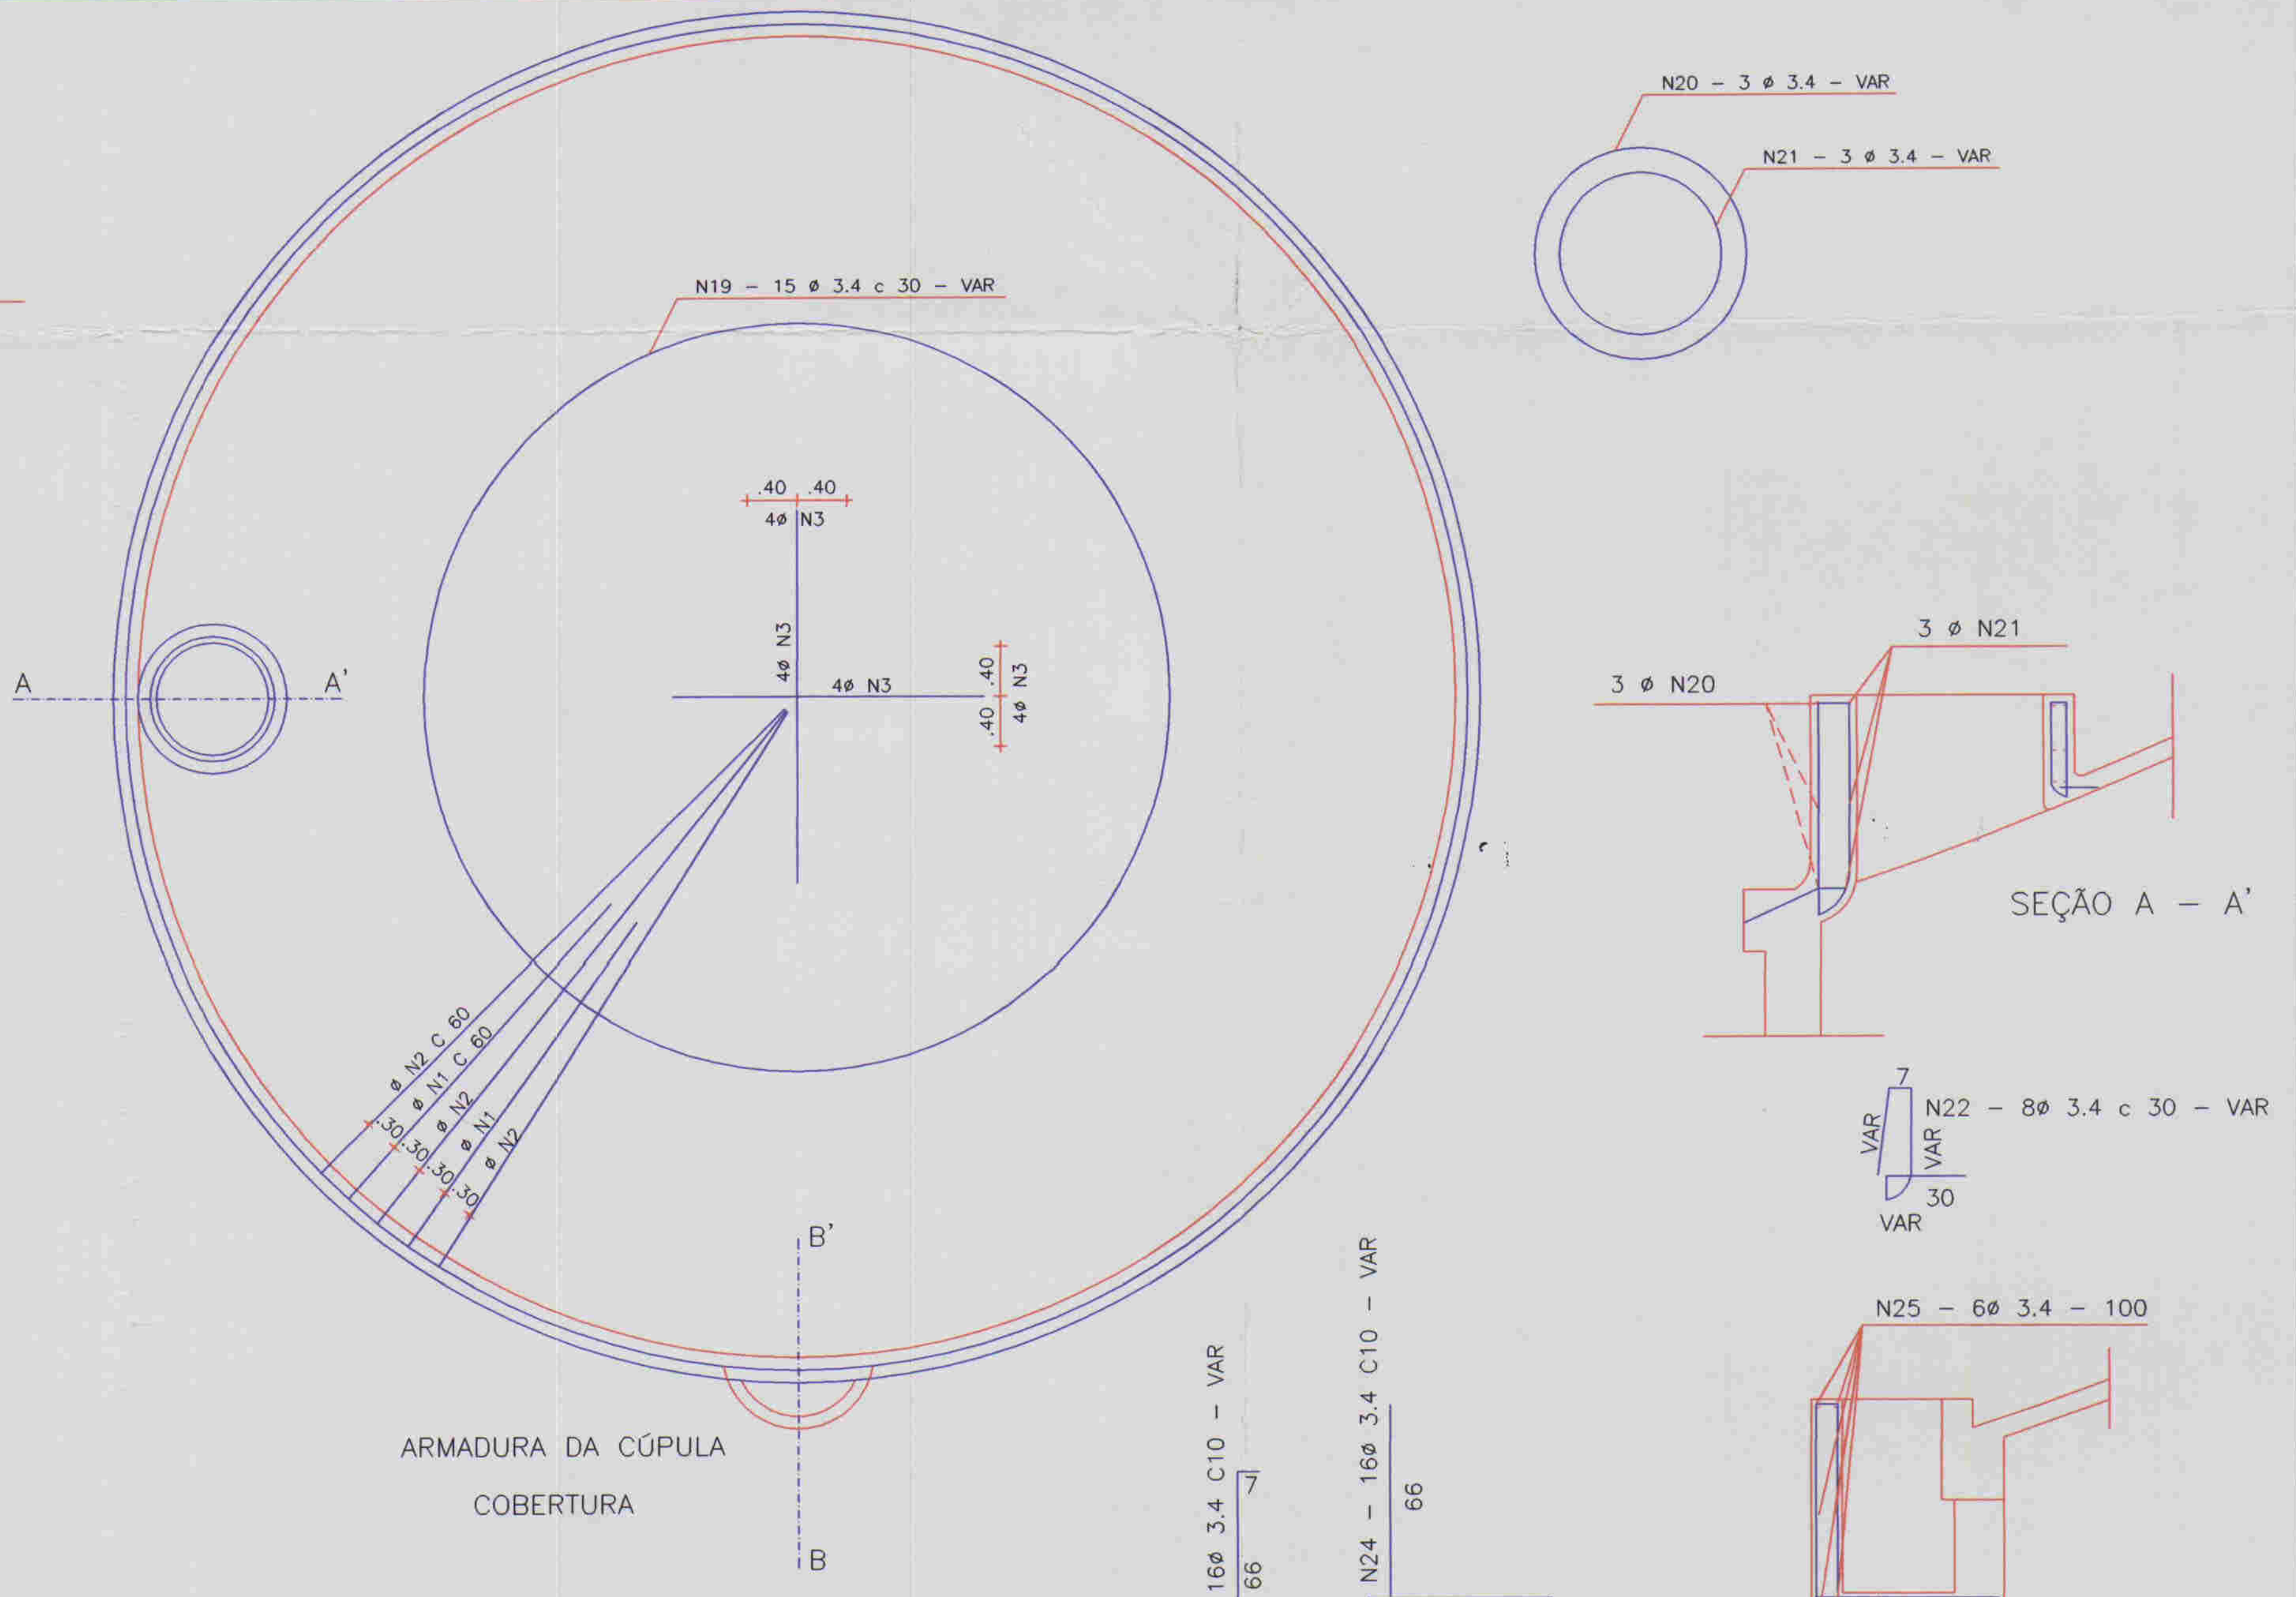 N20 - 3 ø 3.4 - VAR
N21 - 3 ø 3.4 - VAR
N19 - 15 ø 3.4 c 30 - VAR
.40 .40
4ø N3
4ø N3
4ø N3
.40 .40
4ø N3
A A'
3 ø N21
3 ø N20
SEÇÃO A - A'
ø N2 C 60
ø N1 C 60
ø N2
ø N1
ø N2
.30 .30 .30 .30
7
N22 - 8ø 3.4 c 30 - VAR
VAR
VAR
30
VAR
B'
B
ARMADURA DA CÚPULA
COBERTURA
16ø 3.4 C10 - VAR
7
66
N24 - 16ø 3.4 C10 - VAR
66
N25 - 6ø 3.4 - 100